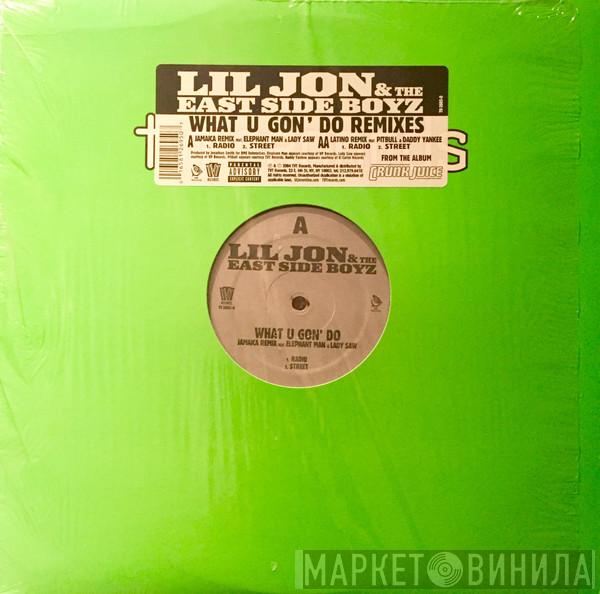 LIL JON & THE
EAST SIDE BOYZ
WHAT U GON' DO REMIXES
A JAMAICA REMIX FEAT. ELEPHANT MAN & LADY SAW
1. RADIO 2. STREET
AA LATINO REMIX FEAT. PITBULL & DADDY YANKEE
1. RADIO 2. STREET
FROM THE ALBUM
CRUNK JUICE
PARENTAL
ADVISORY
EXPLICIT CONTENT
A
LIL JON & THE
EAST SIDE BOYZ
WHAT U GON' DO
JAMAICA REMIX FEAT. ELEPHANT MAN & LADY SAW
1. RADIO
2. STREET
МАРКЕТ ВИНИЛА